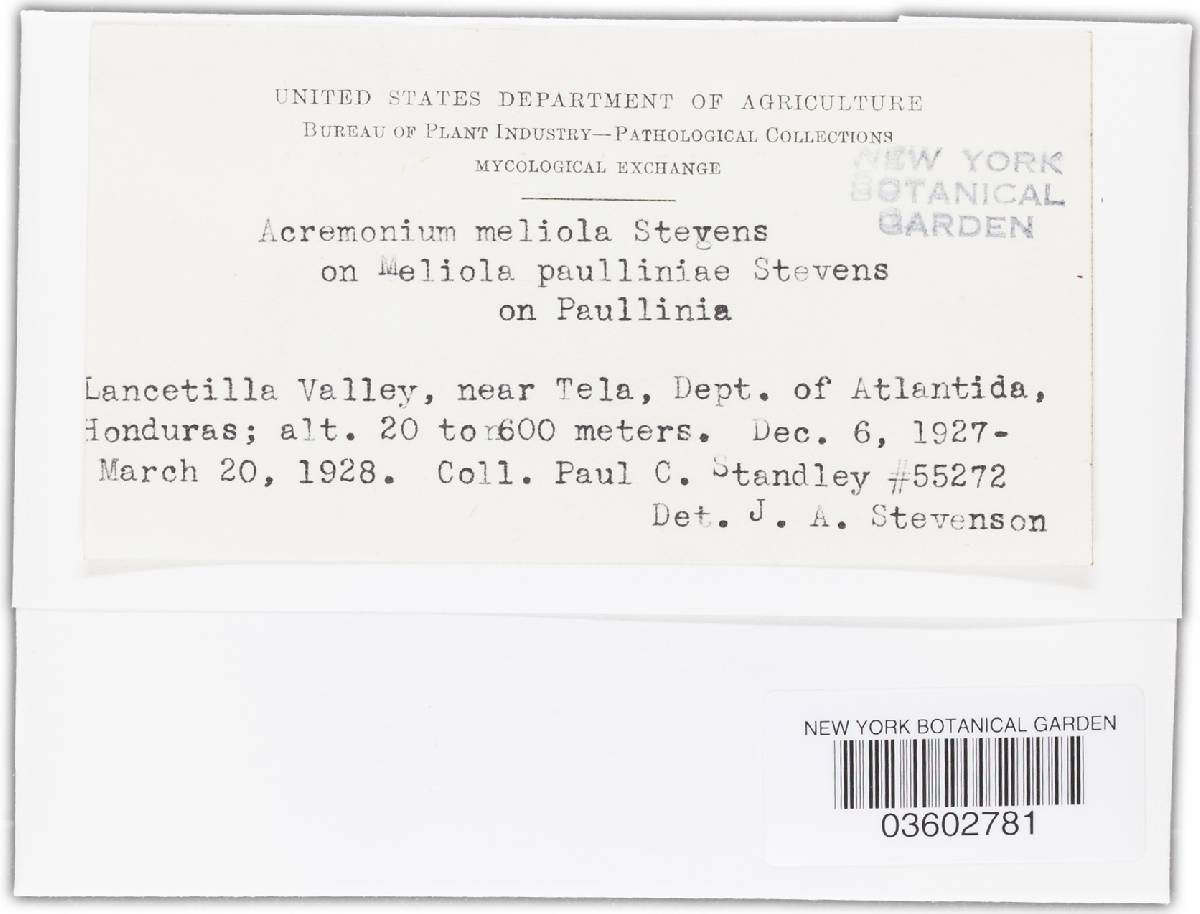 UNITED STATES DEPARTMENT OF AGRICULTURE
BUREAU OF PLANT INDUSTRY—PATHOLOGICAL COLLECTIONS
MYCOLOGICAL EXCHANGE
NEW YORK
BOTANICAL
GARDEN
Acremonium meliola Stevens
on Meliola paulliniae Stevens
on Paullinia
Lancetilla Valley, near Tela, Dept. of Atlantida,
Honduras; alt. 20 to 600 meters. Dec. 6, 1927-
March 20, 1928. Coll. Paul C. Standley #55272
Det. J. A. Stevenson
NEW YORK BOTANICAL GARDEN
03602781